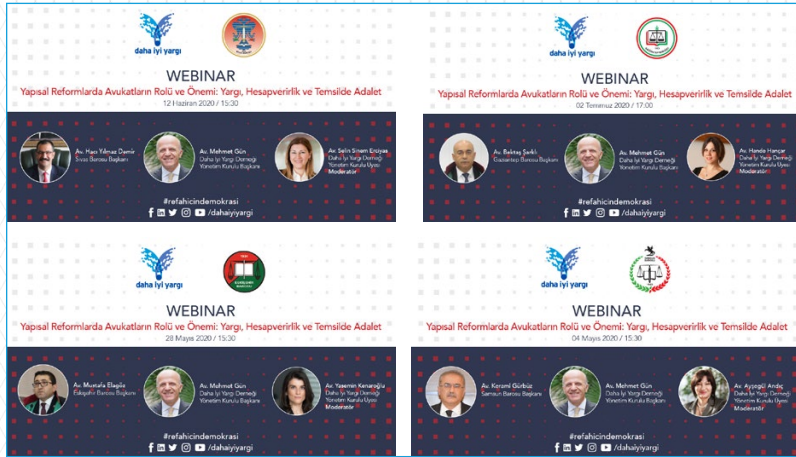 daha iyi yargı
WEBINAR
Yapısal Reformlarda Avukatların Rolü ve Önemi: Yargı, Hesapverirlik ve Temsilde Adalet
12 Haziran 2020 / 15:30
Av. Hacı Yılmaz Demir
Sivas Barosu Başkanı
Av. Mehmet Gün
Daha İyi Yargı Derneği
Yönetim Kurulu Başkanı
Av. Selin Sinem Erciyas
Daha İyi Yargı Derneği
Yönetim Kurulu Üyesi
Moderatör
#refahicindemokrasi
/dahaiyiyargi
daha iyi yargı
WEBINAR
Yapısal Reformlarda Avukatların Rolü ve Önemi: Yargı, Hesapverirlik ve Temsilde Adalet
02 Temmuz 2020 / 17:00
Av. Bektaş Şarklı
Gaziantep Barosu Başkanı
Av. Mehmet Gün
Daha İyi Yargı Derneği
Yönetim Kurulu Başkanı
Av. Hande Hançar
Daha İyi Yargı Derneği
Yönetim Kurulu Üyesi
Moderatör
#refahicindemokrasi
/dahaiyiyargi
daha iyi yargı
WEBINAR
Yapısal Reformlarda Avukatların Rolü ve Önemi: Yargı, Hesapverirlik ve Temsilde Adalet
28 Mayıs 2020 / 15:30
Av. Mustafa Elagöz
Eskişehir Barosu Başkanı
Av. Mehmet Gün
Daha İyi Yargı Derneği
Yönetim Kurulu Başkanı
Av. Yasemin Kenaroğlu
Daha İyi Yargı Derneği
Yönetim Kurulu Üyesi
Moderatör
#refahicindemokrasi
/dahaiyiyargi
daha iyi yargı
WEBINAR
Yapısal Reformlarda Avukatların Rolü ve Önemi: Yargı, Hesapverirlik ve Temsilde Adalet
04 Mayıs 2020 / 15:30
Av. Kerami Gürbüz
Samsun Barosu Başkanı
Av. Mehmet Gün
Daha İyi Yargı Derneği
Yönetim Kurulu Başkanı
Av. Ayşegül Andıç
Daha İyi Yargı Derneği
Yönetim Kurulu Üyesi
Moderatör
#refahicindemokrasi
/dahaiyiyargi